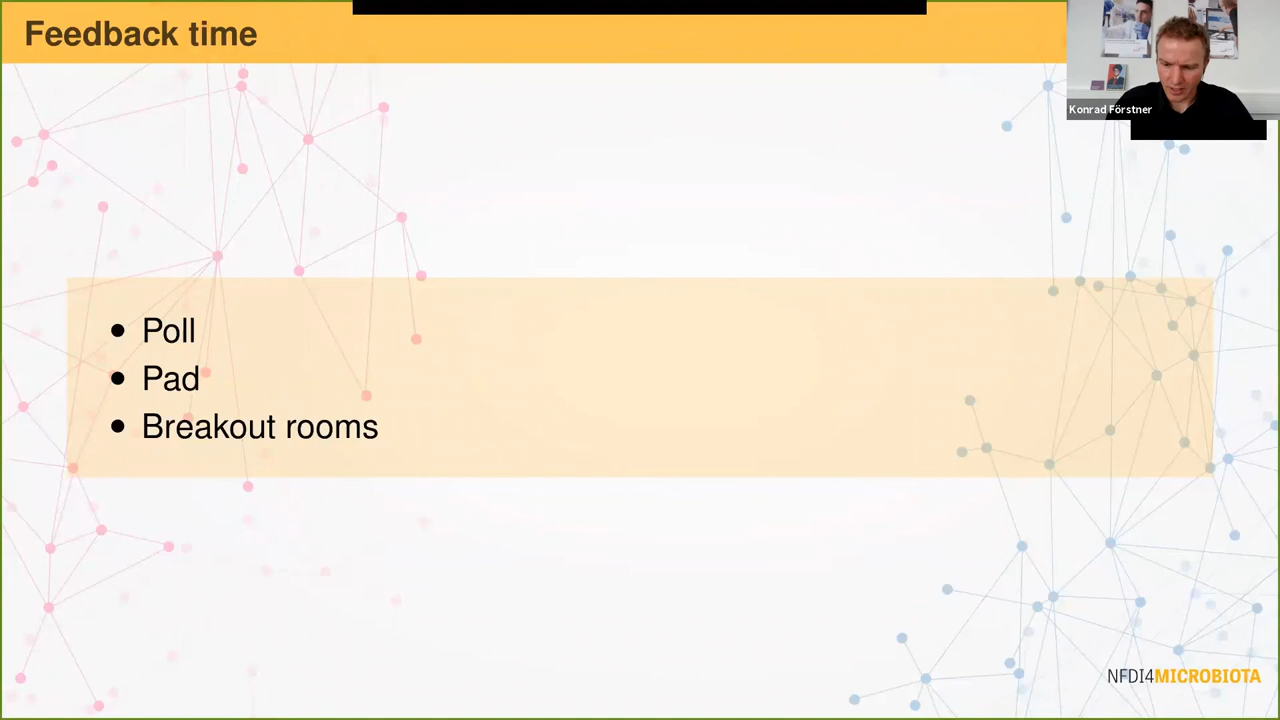 Feedback time
Konrad Förstner
Poll
Pad
Breakout rooms
NFDI4MICROBIOTA